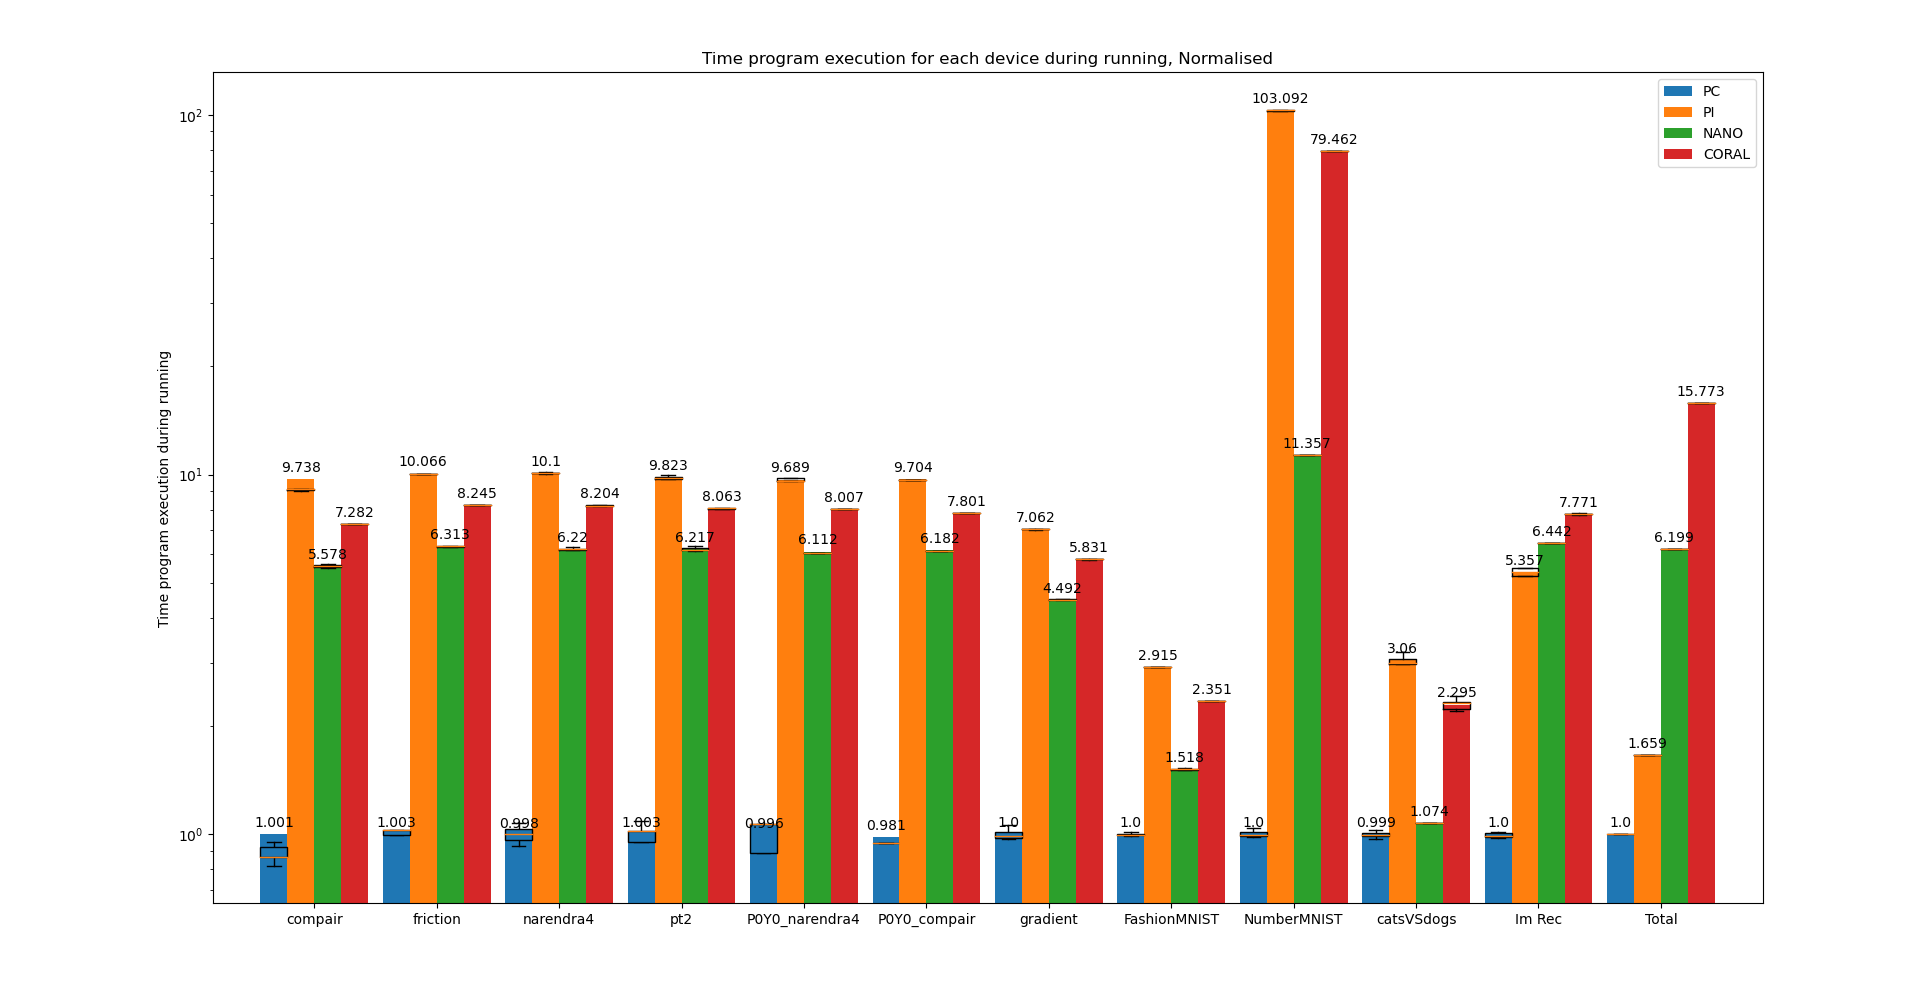 Time program execution for each device during running, Normalised
PC
PI
NANO
CORAL
Time program execution during running
10²
10¹
10⁰
1.001
9.738
5.578
7.282
1.003
10.066
6.313
8.245
0.998
10.1
6.22
8.204
1.003
9.823
6.217
8.063
0.996
9.689
6.112
8.007
0.981
9.704
6.182
7.801
1.0
7.062
4.492
5.831
1.0
2.915
1.518
2.351
1.0
103.092
11.357
79.462
0.999
3.06
1.074
2.295
1.0
5.357
6.442
7.771
1.0
1.659
6.199
15.773
compair
friction
narendra4
pt2
P0Y0_narendra4
P0Y0_compair
gradient
FashionMNIST
NumberMNIST
catsVSdogs
Im Rec
Total